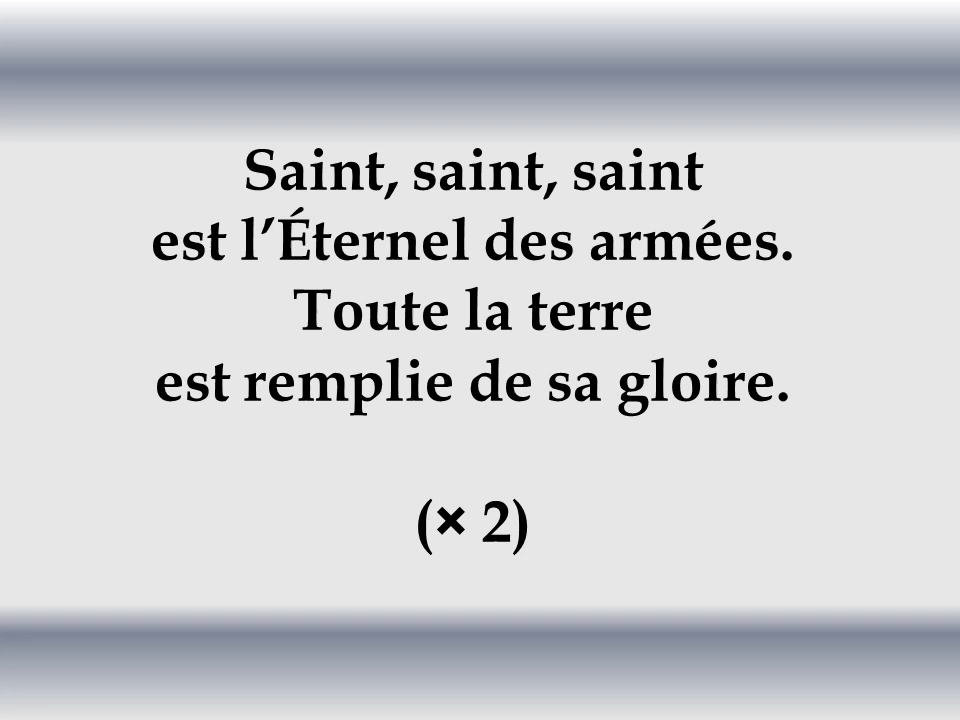 Saint, saint, saint
est l’Éternel des armées.
Toute la terre
est remplie de sa gloire.
(× 2)